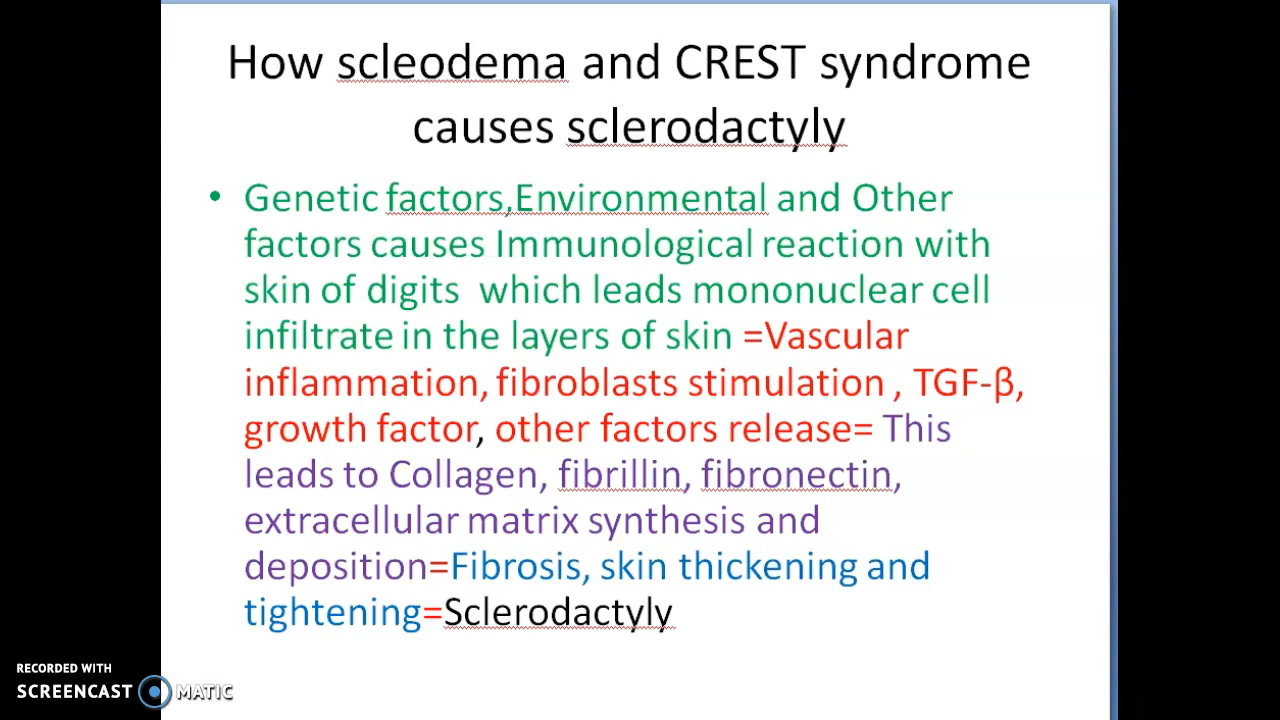 How scleodema and CREST syndrome
causes sclerodactyly
• Genetic factors,Environmental and Other
factors causes Immunological reaction with
skin of digits  which leads mononuclear cell
infiltrate in the layers of skin =Vascular
inflammation, fibroblasts stimulation , TGF-β,
growth factor, other factors release= This
leads to Collagen, fibrillin, fibronectin,
extracellular matrix synthesis and
deposition=Fibrosis, skin thickening and
tightening=Sclerodactyly
RECORDED WITH
SCREENCAST MATIC